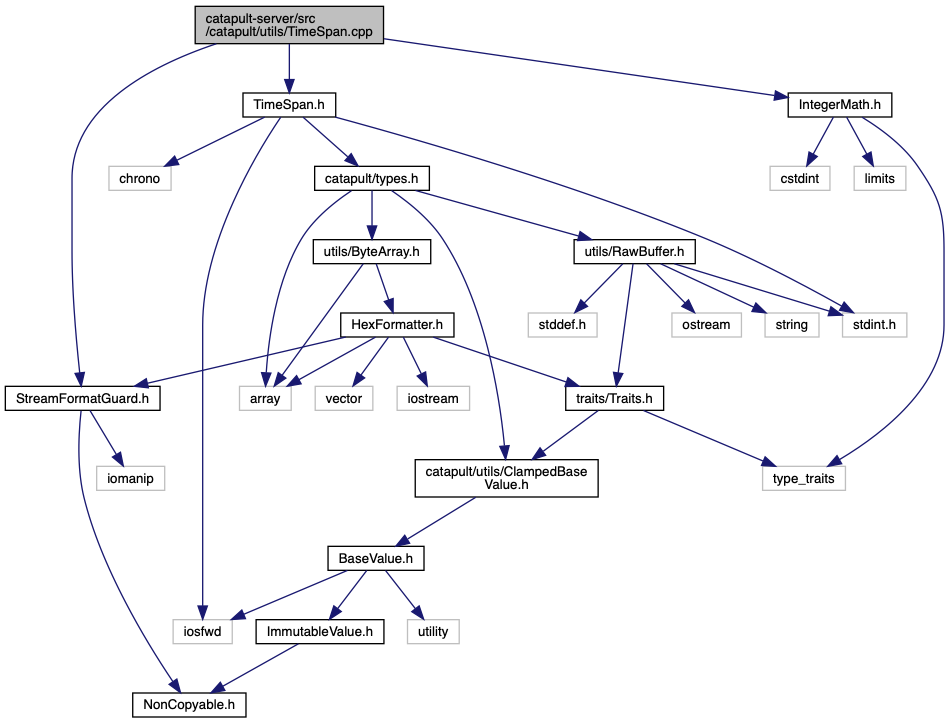 catapult-server/src
/catapult/utils/TimeSpan.cpp
TimeSpan.h
IntegerMath.h
chrono
catapult/types.h
cstdint
limits
utils/ByteArray.h
utils/RawBuffer.h
HexFormatter.h
stddef.h
ostream
string
stdint.h
StreamFormatGuard.h
array
vector
iostream
traits/Traits.h
iomanip
catapult/utils/ClampedBase
Value.h
type_traits
BaseValue.h
iosfwd
ImmutableValue.h
utility
NonCopyable.h